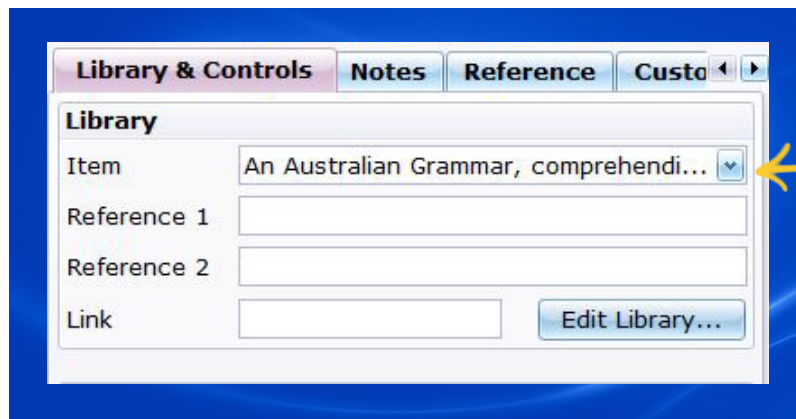 Library & Controls Notes Reference Custo
Library
Item An Australian Grammar, comprehendi...
Reference 1
Reference 2
Link Edit Library...